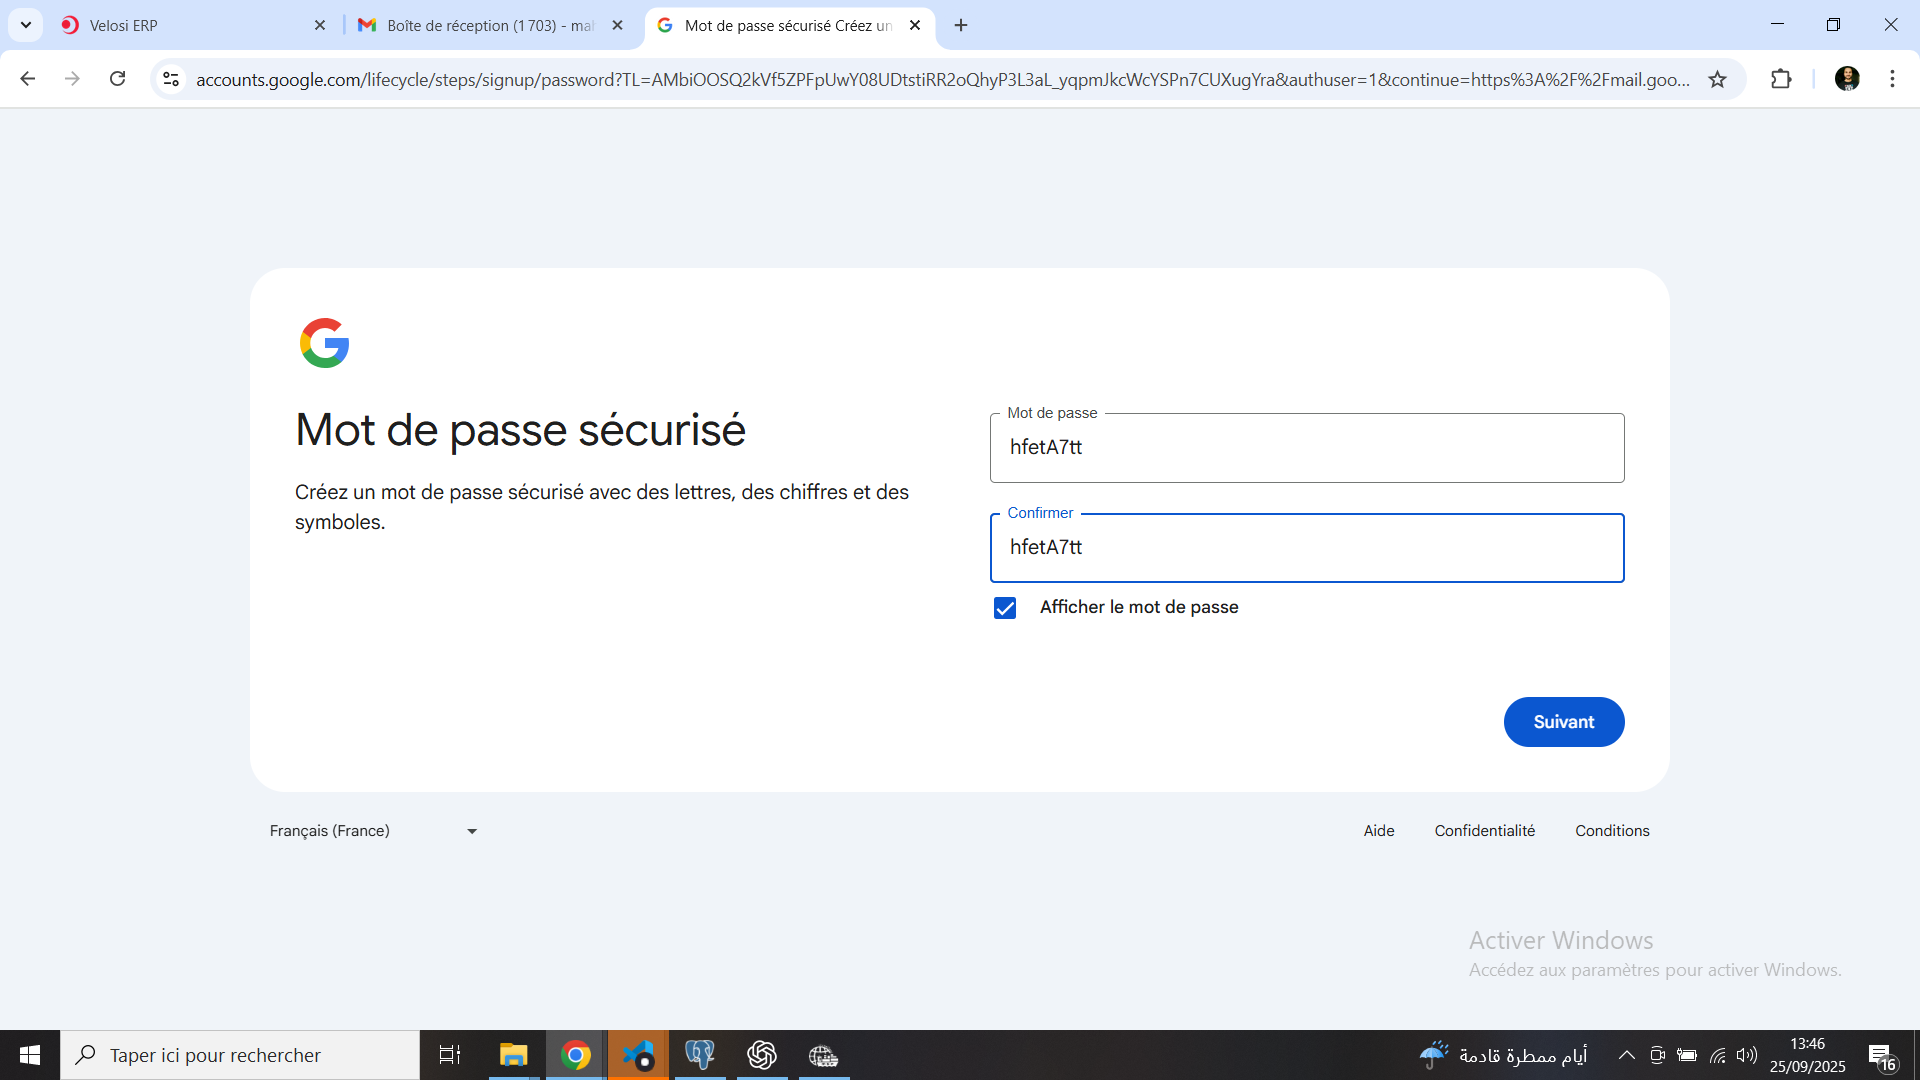 Velosi ERP
Boîte de réception (1 703) - mah
Mot de passe sécurisé Créez un
accounts.google.com/lifecycle/steps/signup/password?TL=AMbiOOSQ2kVf5ZPFpUwY08UDtstiRR2oQhyP3L3aL_yqpmJkcWcYSPn7CUXugYra&authuser=1&continue=https%3A%2F%2Fmail.goo...
Mot de passe sécurisé
Créez un mot de passe sécurisé avec des lettres, des chiffres et des
symboles.
Mot de passe
hfetA7tt
Confirmer
hfetA7tt
Afficher le mot de passe
Suivant
Français (France)
Aide
Confidentialité
Conditions
Activer Windows
Accédez aux paramètres pour activer Windows.
Taper ici pour rechercher
أيام ممطرة قادمة
13:46
25/09/2025
16